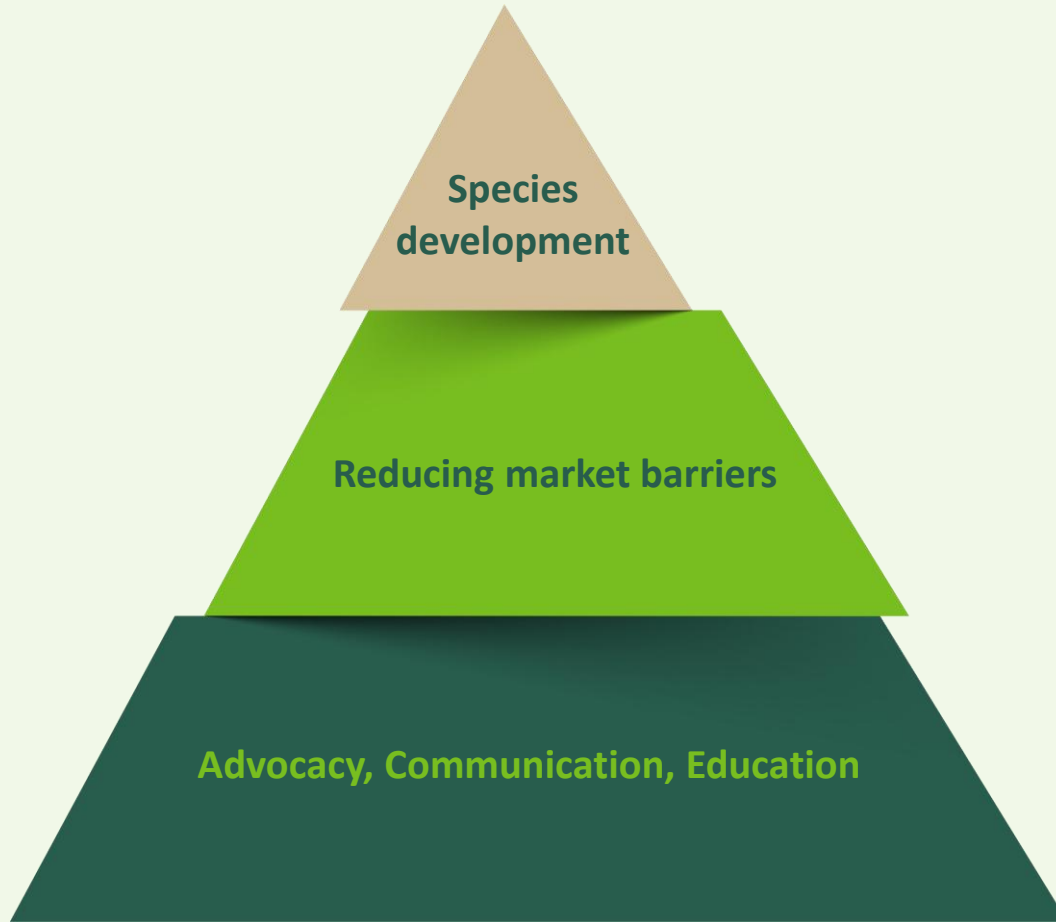 Species
development
Reducing market barriers
Advocacy, Communication, Education